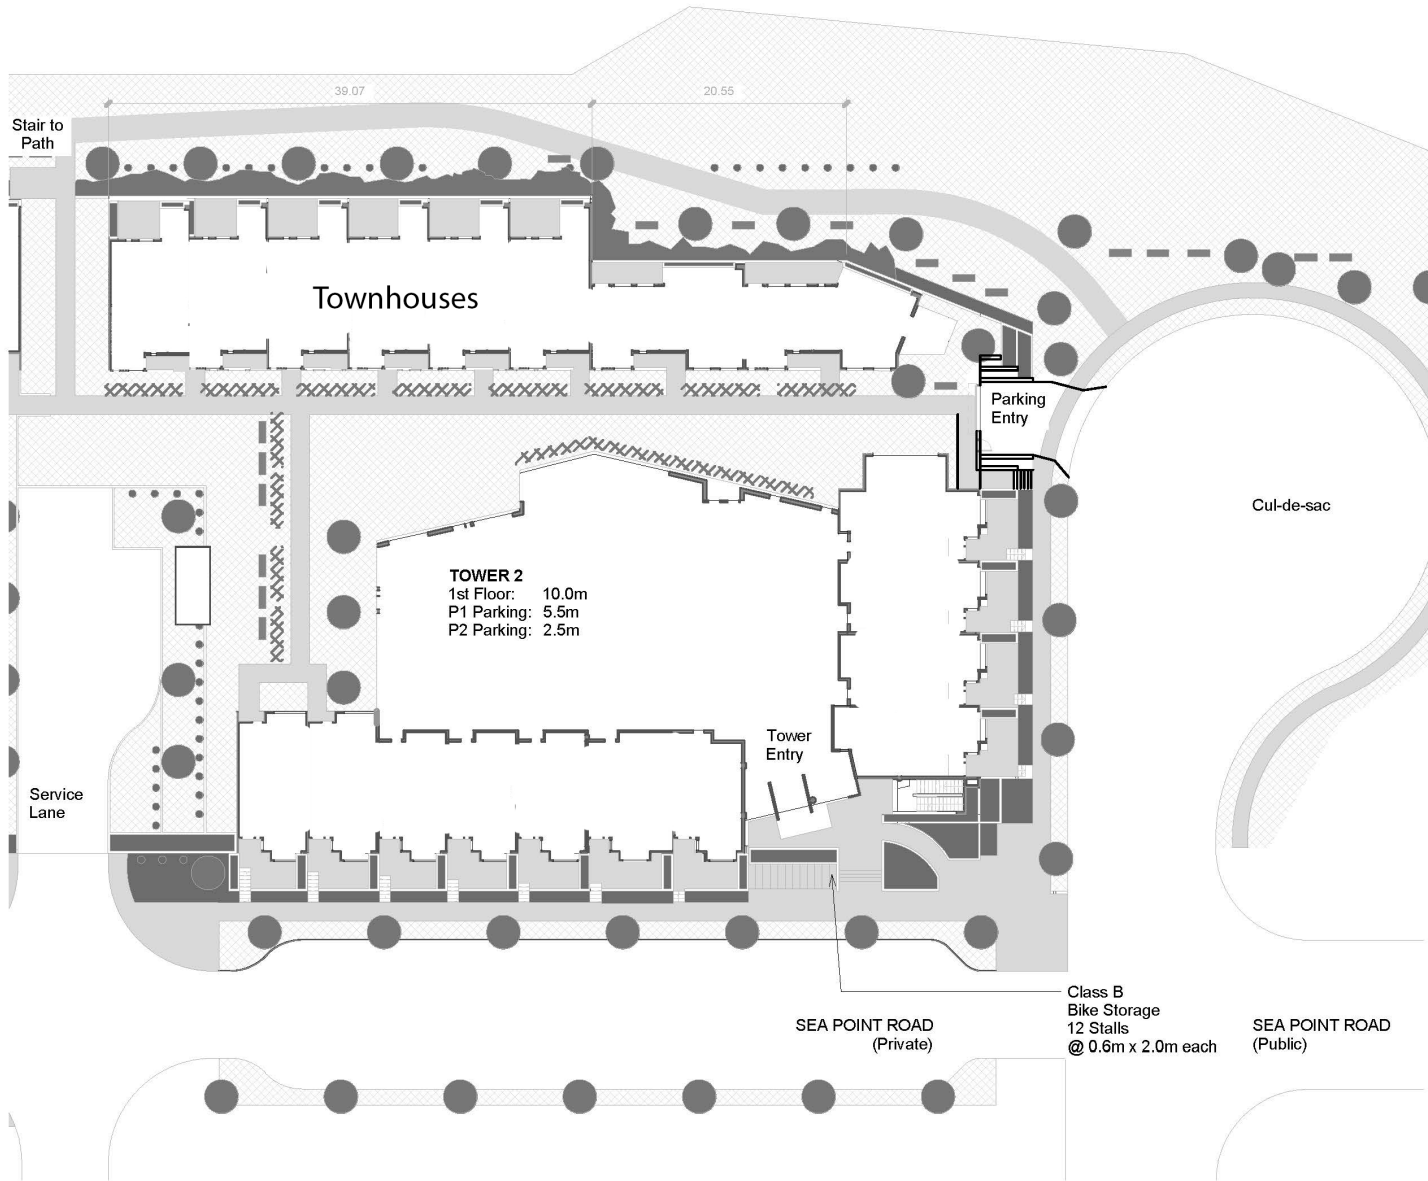 39.07
20.55
Stair to
Path
Townhouses
Parking
Entry
Cul-de-sac
TOWER 2
1st Floor: 10.0m
P1 Parking: 5.5m
P2 Parking: 2.5m
Tower
Entry
Service
Lane
Class B
Bike Storage
12 Stalls
@ 0.6m x 2.0m each
SEA POINT ROAD
(Private)
SEA POINT ROAD
(Public)